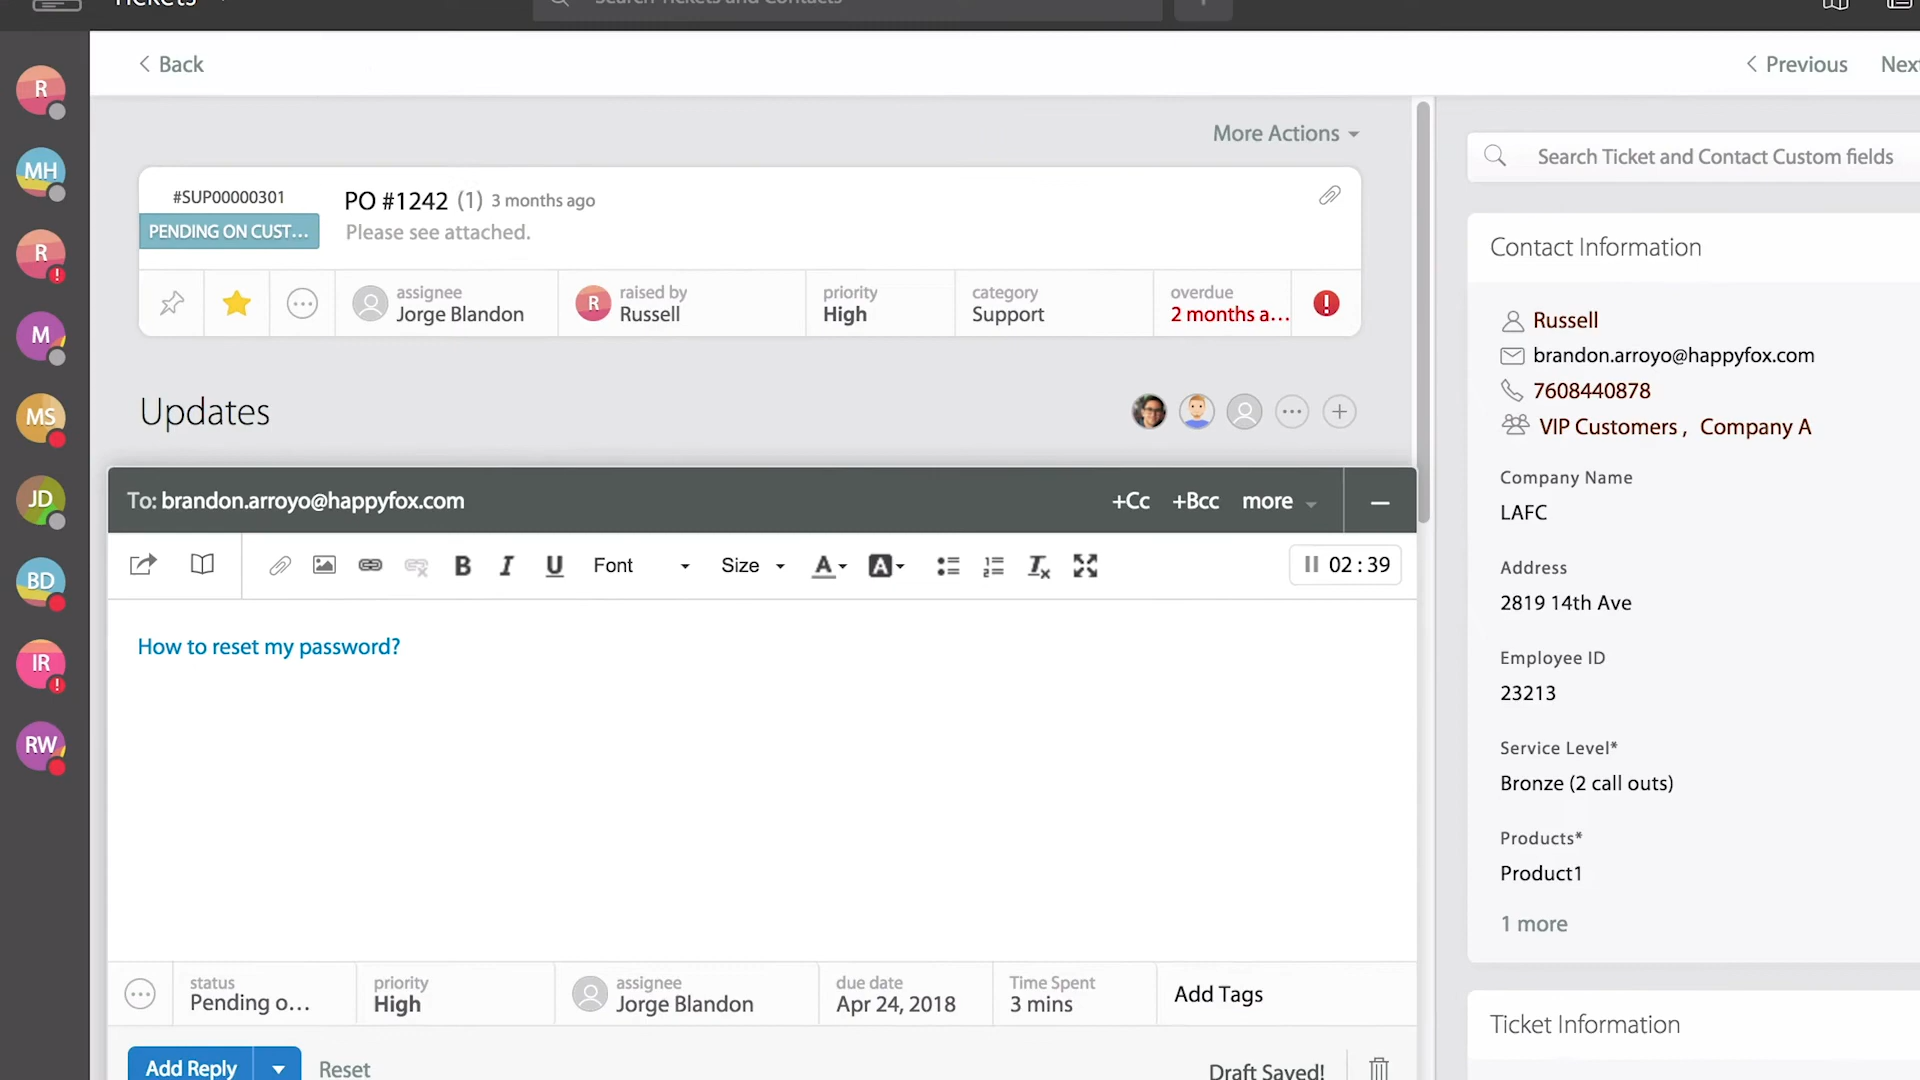 Tickets
Search Tickets and Contacts
Back
Previous
Next
R
MH
R
M
MS
JD
BD
IR
RW
More Actions
#SUP00000301
PENDING ON CUST...
PO #1242 (1) 3 months ago
Please see attached.
assignee
Jorge Blandon
R
raised by
Russell
priority
High
category
Support
overdue
2 months a...
Updates
To: brandon.arroyo@happyfox.com
+Cc +Bcc more
B I U Font Size A A
02 : 39
How to reset my password?
status
Pending o...
priority
High
assignee
Jorge Blandon
due date
Apr 24, 2018
Time Spent
3 mins
Add Tags
Add Reply
Reset
Draft Saved!
Search Ticket and Contact Custom fields
Contact Information
Russell
brandon.arroyo@happyfox.com
7608440878
VIP Customers , Company A
Company Name
LAFC
Address
2819 14th Ave
Employee ID
23213
Service Level*
Bronze (2 call outs)
Products*
Product1
1 more
Ticket Information